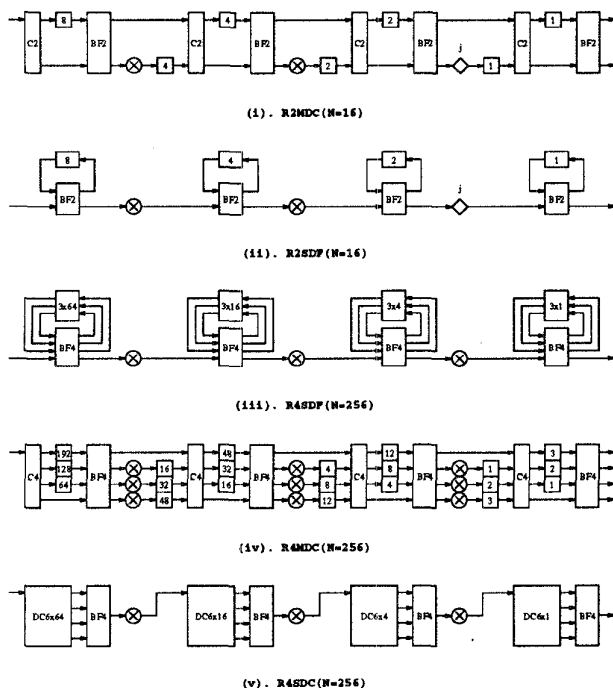 8 4 2 1
C2 BF2 C2 BF2 C2 BF2 j C2 BF2
4 2 1
(i). R2MDC(N=16)
8 4 2 1
j
BF2 BF2 BF2 BF2
(ii). R2SDF(N=16)
3x64 3x16 3x4 3x1
BF4 BF4 BF4 BF4
(iii). R4SDF(N=256)
192 48 12 3
128 16 32 4 8 1 2
C4 64 BF4 32 C4 16 BF4 8 C4 4 BF4 2 C4 1 BF4
48 12 3
(iv). R4MDC(N=256)
DC6x64 BF4 DC6x16 BF4 DC6x4 BF4 DC6x1 BF4
(v). R4SDC(N=256)